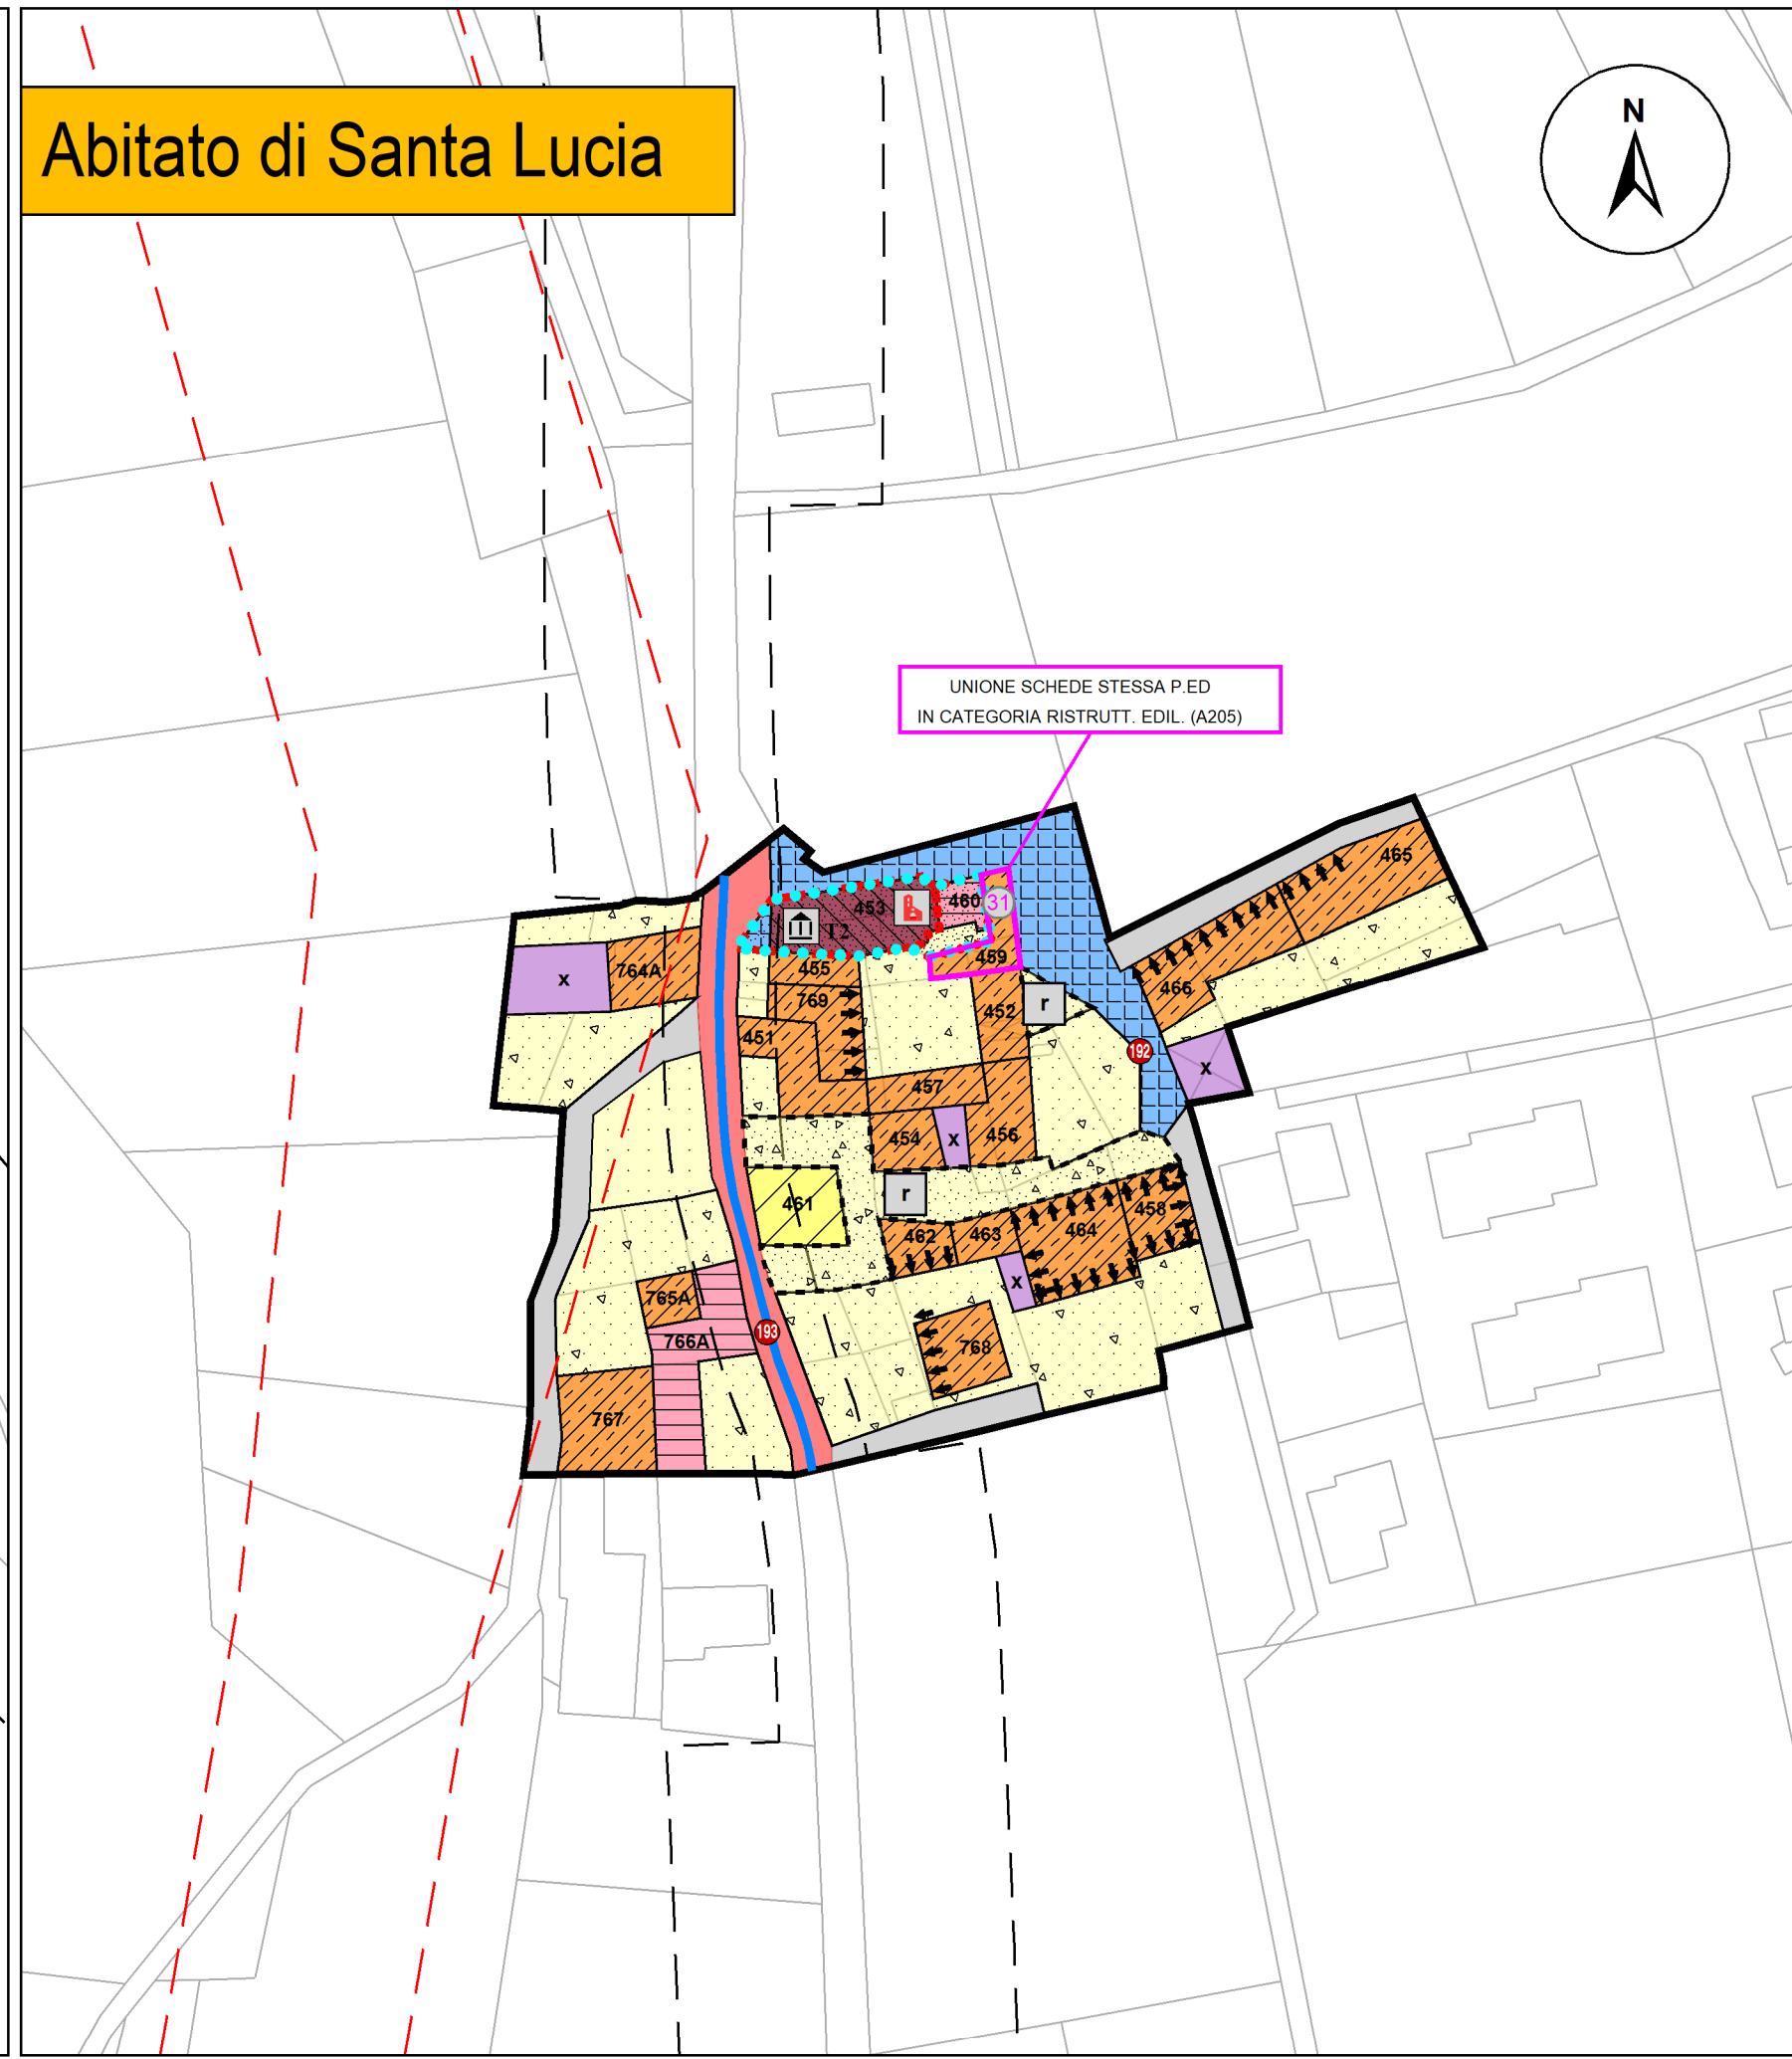 Abitato di Santa Lucia
N
UNIONE SCHEDE STESSA P.ED
IN CATEGORIA RISTRUTT. EDIL. (A205)
465
460
31
453
T2
459
455
764A
x
466
769
452
r
451
192
x
457
454
x
456
r
461
458
464
462
463
x
765A
193
766A
768
767